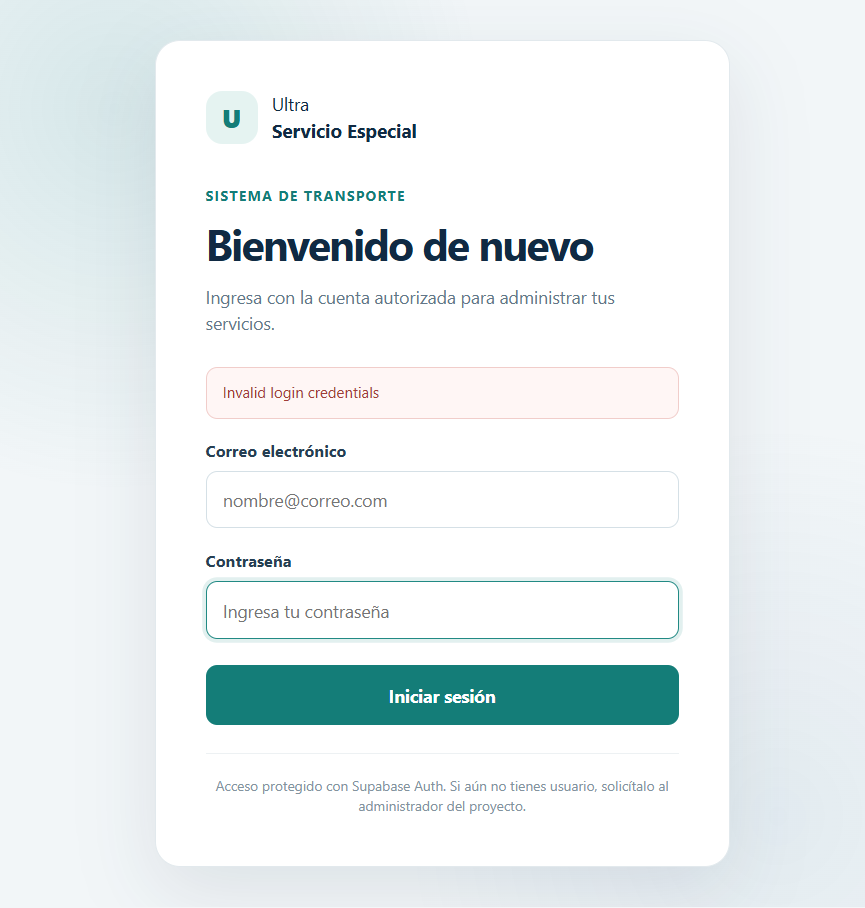 U
Ultra
Servicio Especial
SISTEMA DE TRANSPORTE
Bienvenido de nuevo
Ingresa con la cuenta autorizada para administrar tus
servicios.
Invalid login credentials
Correo electrónico
nombre@correo.com
Contraseña
Ingresa tu contraseña
Iniciar sesión
Acceso protegido con Supabase Auth. Si aún no tienes usuario, solicítalo al
administrador del proyecto.